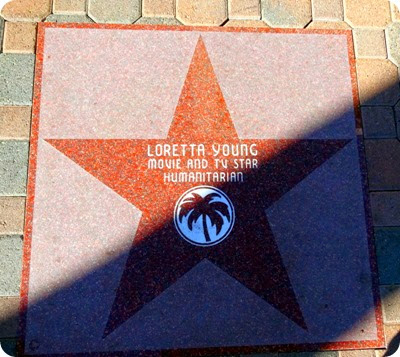 LORETTA YOUNG
MOVIE AND TV STAR
HUMANITARIAN